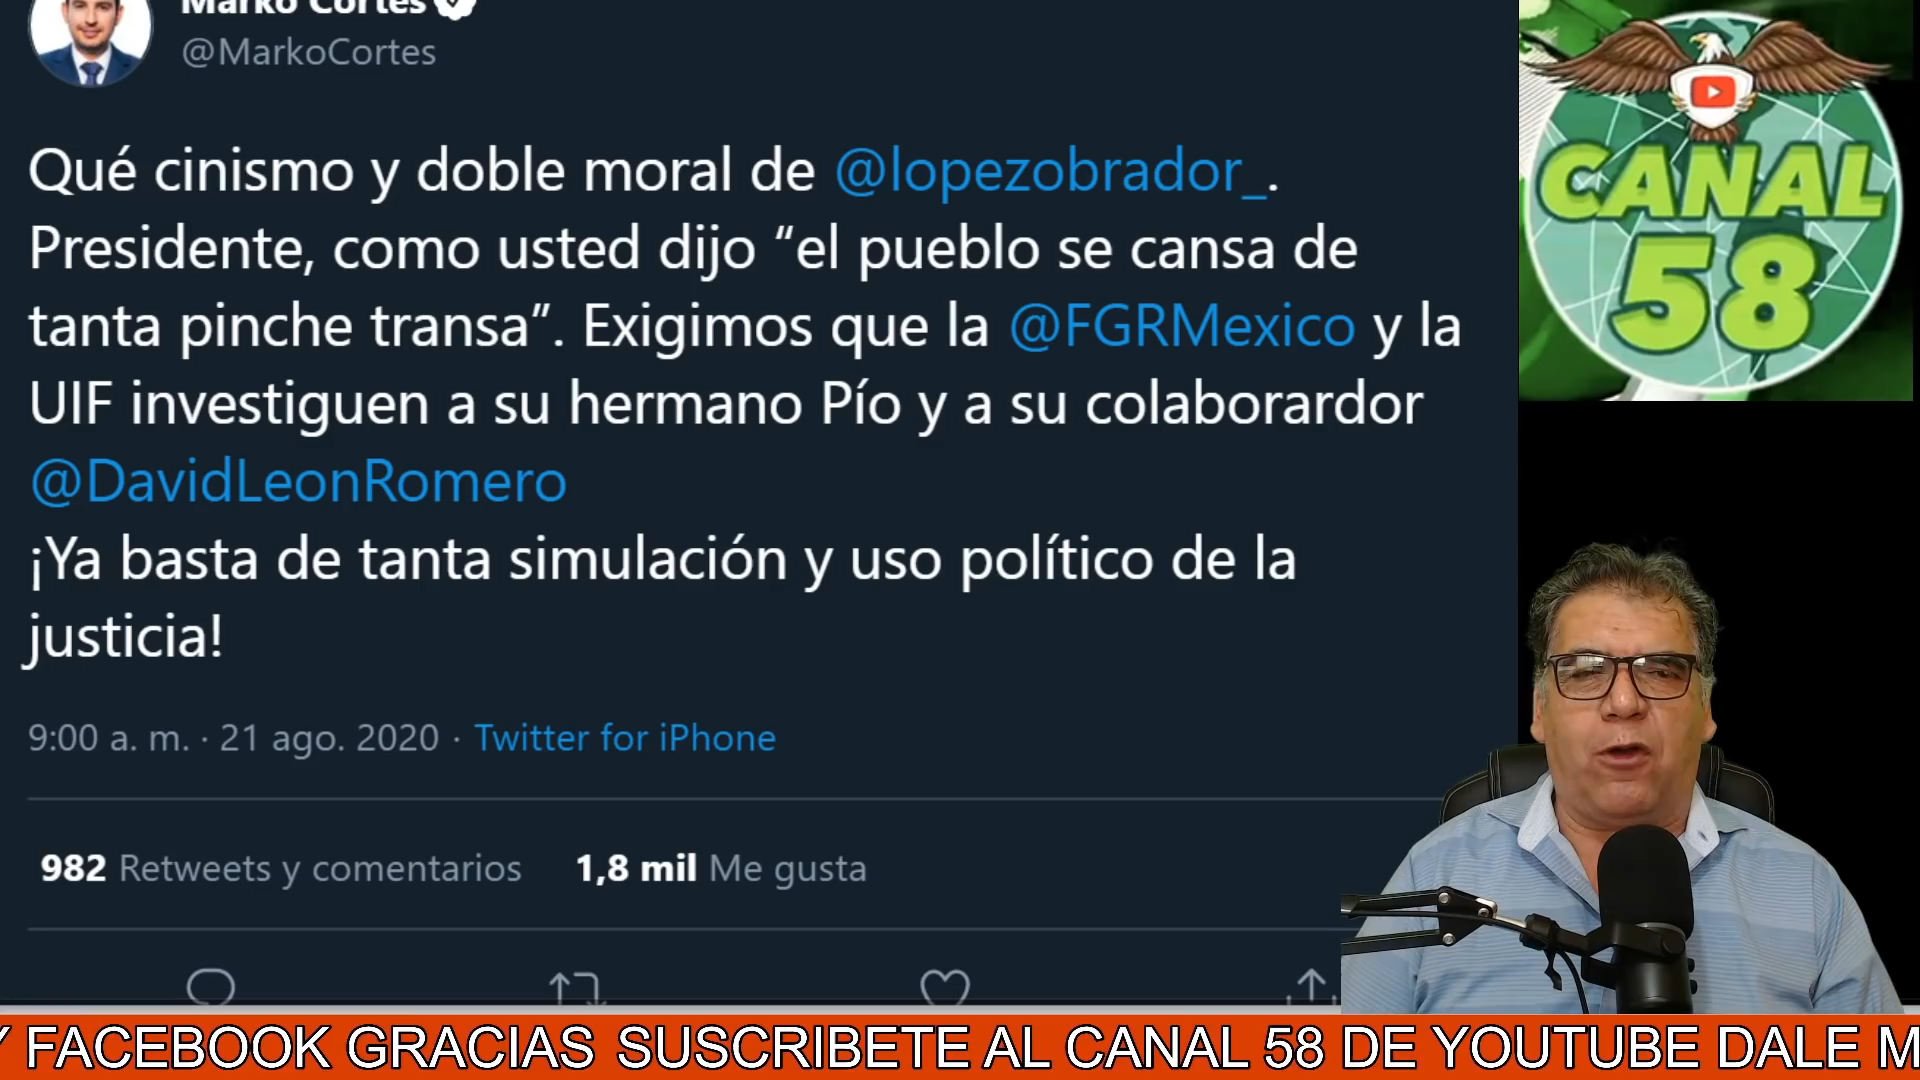 Marko Cortés
@MarkoCortes
Qué cinismo y doble moral de @lopezobrador_.
Presidente, como usted dijo “el pueblo se cansa de
tanta pinche transa”. Exigimos que la @FGRMexico y la
UIF investiguen a su hermano Pío y a su colaborardor
@DavidLeonRomero
¡Ya basta de tanta simulación y uso político de la
justicia!
9:00 a. m. · 21 ago. 2020 · Twitter for iPhone
982 Retweets y comentarios 1,8 mil Me gusta
CANAL
58
Y FACEBOOK GRACIAS SUSCRIBETE AL CANAL 58 DE YOUTUBE DALE M